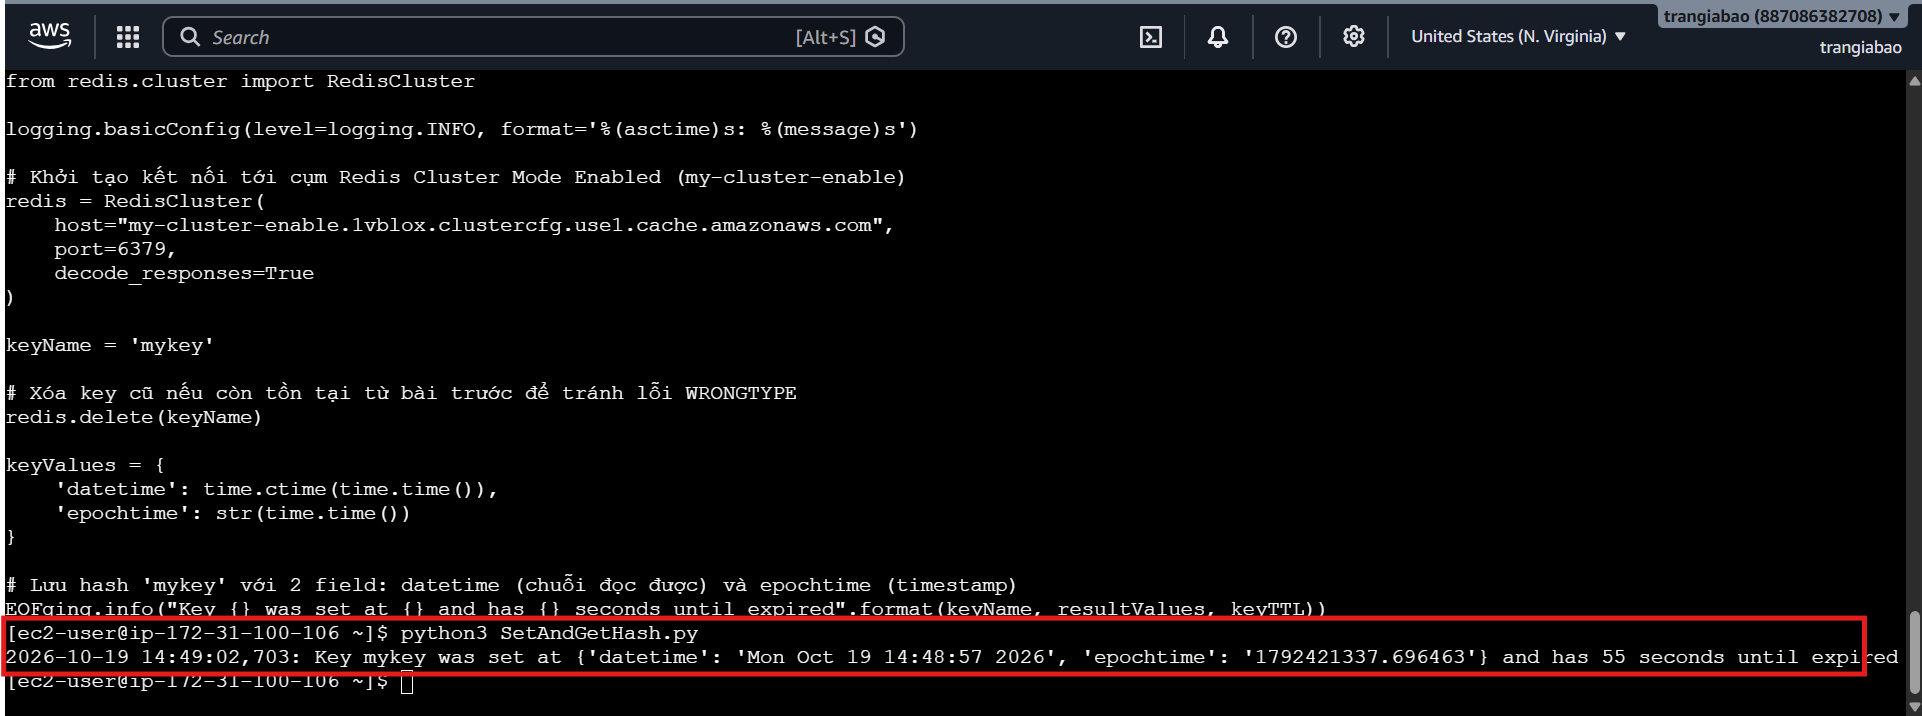 aws
Search [Alt+S]
United States (N. Virginia)
trangiabao (887086382708)
trangiabao
from redis.cluster import RedisCluster
logging.basicConfig(level=logging.INFO, format='%(asctime)s: %(message)s')
# Khởi tạo kết nối tới cụm Redis Cluster Mode Enabled (my-cluster-enable)
redis = RedisCluster(
    host="my-cluster-enable.1vblox.clustercfg.use1.cache.amazonaws.com",
    port=6379,
    decode_responses=True
)
keyName = 'mykey'
# Xóa key cũ nếu còn tồn tại từ bài trước để tránh lỗi WRONGTYPE
redis.delete(keyName)
keyValues = {
    'datetime': time.ctime(time.time()),
    'epochtime': str(time.time())
}
# Lưu hash 'mykey' với 2 field: datetime (chuỗi đọc được) và epochtime (timestamp)
EOFging.info("Key {} was set at {} and has {} seconds until expired".format(keyName, resultValues, keyTTL))
[ec2-user@ip-172-31-100-106 ~]$ python3 SetAndGetHash.py
2026-10-19 14:49:02,703: Key mykey was set at {'datetime': 'Mon Oct 19 14:48:57 2026', 'epochtime': '1792421337.696463'} and has 55 seconds until expired
[ec2-user@ip-172-31-100-106 ~]$